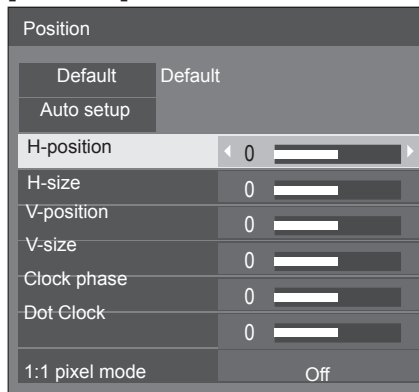 Position
Default Default
Auto setup
H-position 0
H-size 0
V-position 0
V-size 0
Clock phase 0
Dot Clock 0
1:1 pixel mode Off